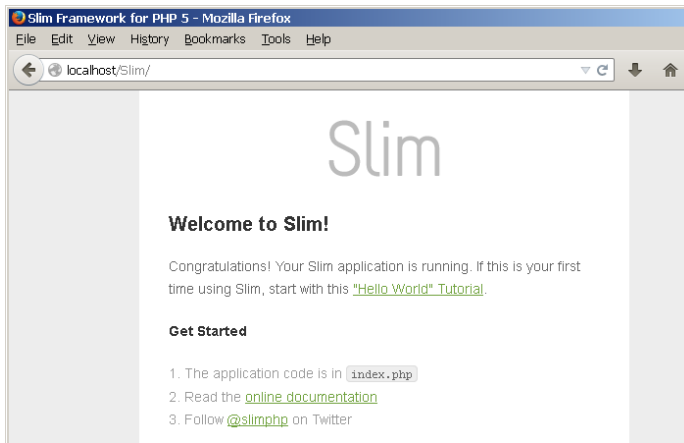 Slim Framework for PHP 5 - Mozilla Firefox
File Edit View History Bookmarks Tools Help
localhost/Slim/
Slim
Welcome to Slim!
Congratulations! Your Slim application is running. If this is your first
time using Slim, start with this "Hello World" Tutorial.
Get Started
1. The application code is in index.php
2. Read the online documentation
3. Follow @slimphp on Twitter